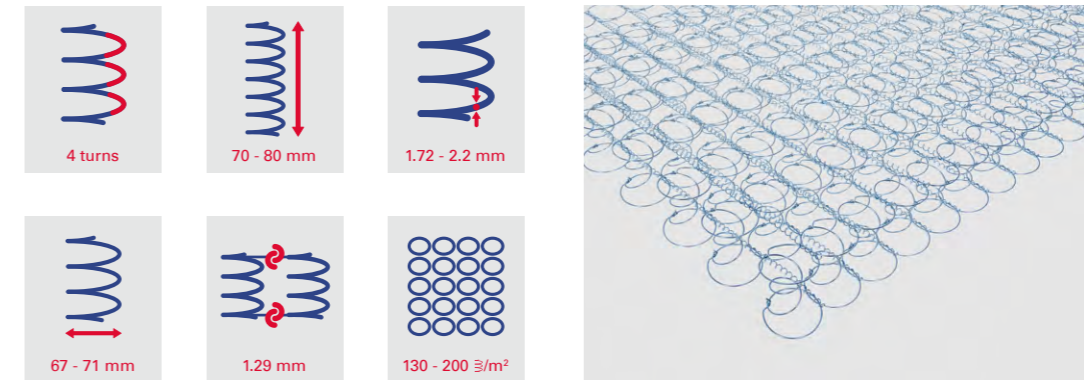 4 turns
70 - 80 mm
1.72 - 2.2 mm
67 - 71 mm
1.29 mm
130 - 200 /m²